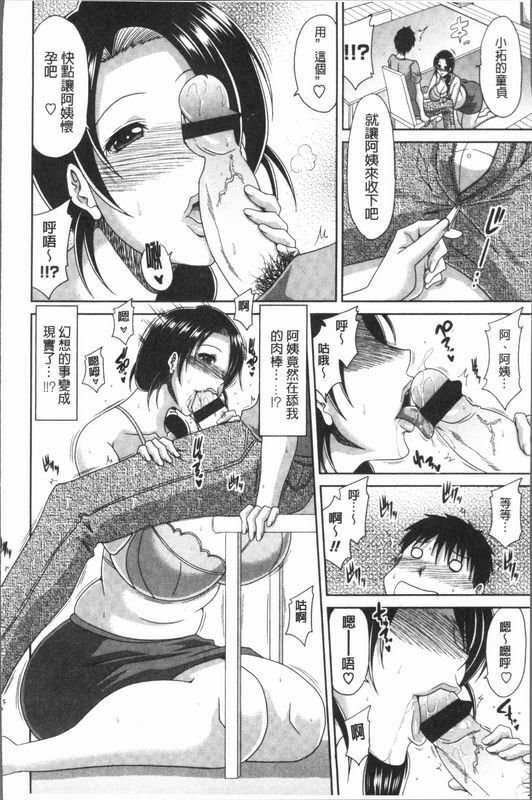 小拓的童貞
!!?
就讓阿姨來收下吧
用”這個”♡
快點讓阿姨懷
孕吧♡
呼唔~
!!?
阿、阿姨…
呼~
咕哦
等等…
呼…~
啊~!!
嗯~嗯呼
嗯—唔♡
阿姨竟然在舔我
的肉棒……!?
啊
嗯♡
嗯姆♡
幻想的事變成
現實了…!!?
咕啊